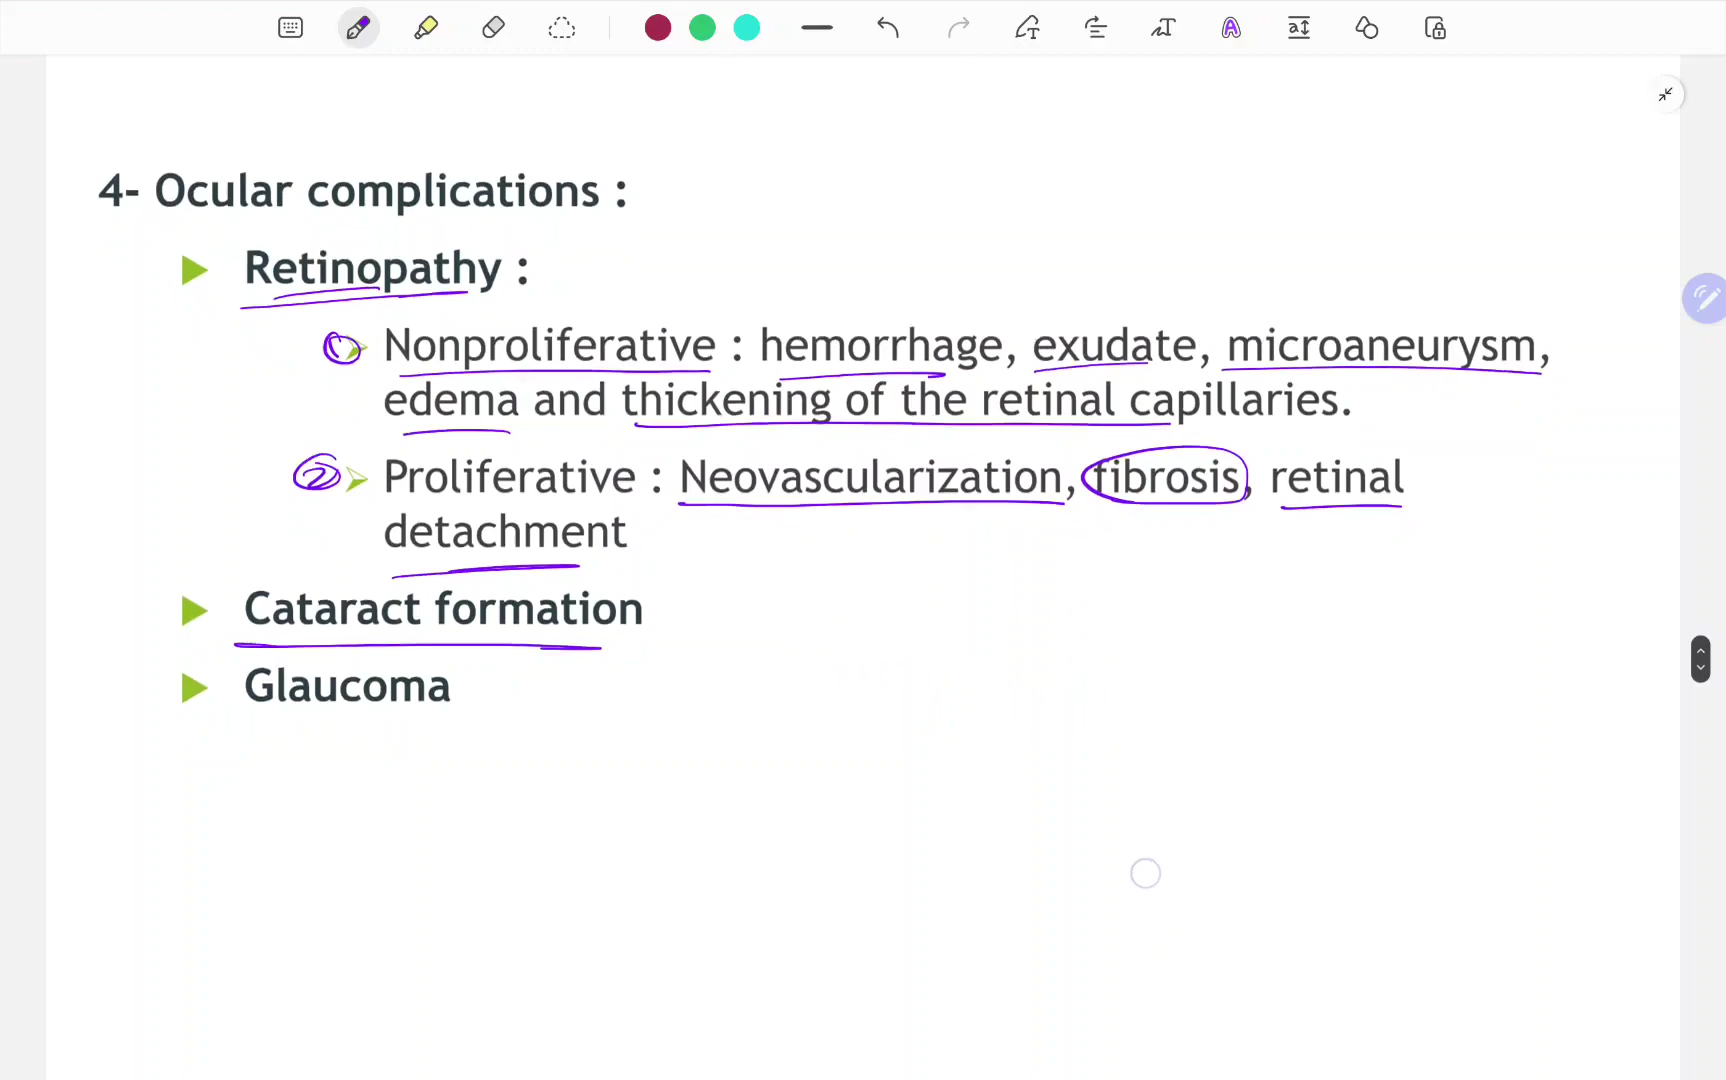 4- Ocular complications :
Retinopathy :
Nonproliferative : hemorrhage, exudate, microaneurysm,
edema and thickening of the retinal capillaries.
2 Proliferative : Neovascularization, fibrosis, retinal
detachment
Cataract formation
Glaucoma